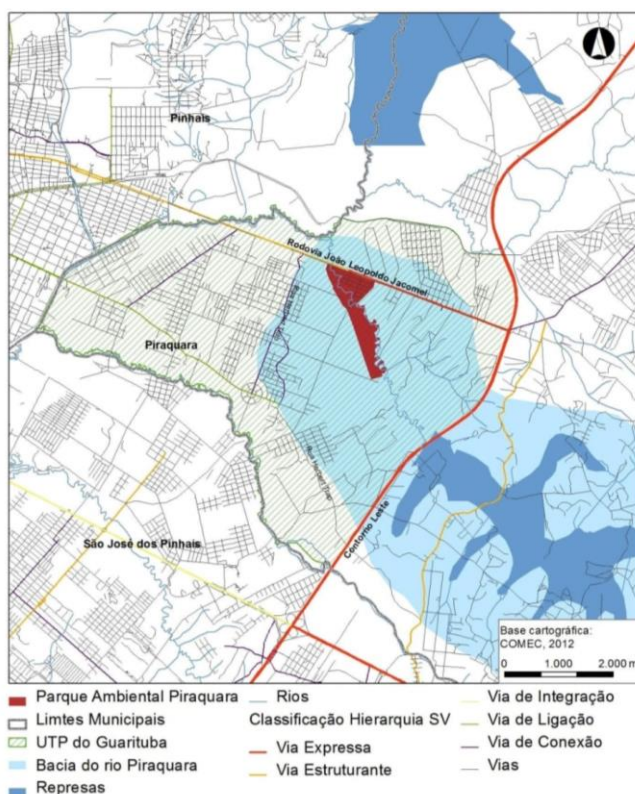 Pinhais
Rodovia João Leopoldo Jacomel
Piraquara
Contorno Leste
São José dos Pinhais
Base cartográfica:
COMEC, 2012
0 1.000 2.000 m
Parque Ambiental Piraquara
Limtes Municipais
UTP do Guarituba
Bacia do rio Piraquara
Represas
Rios
Classificação Hierarquia SV
Via Expressa
Via Estruturante
Via de Integração
Via de Ligação
Via de Conexão
Vias